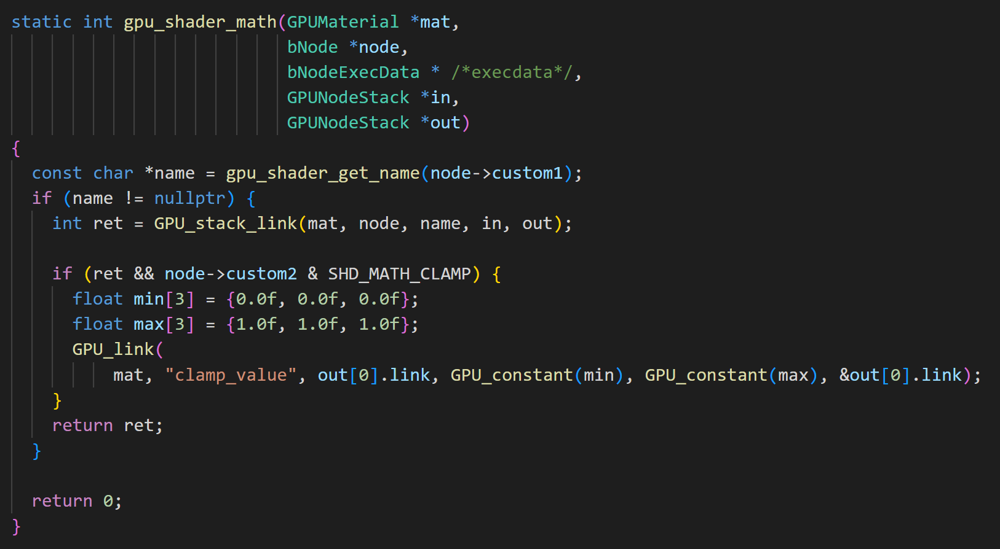 static int gpu_shader_math(GPUMaterial *mat,
                           bNode *node,
                           bNodeExecData * /*execdata*/,
                           GPUNodeStack *in,
                           GPUNodeStack *out)
{
  const char *name = gpu_shader_get_name(node->custom1);
  if (name != nullptr) {
    int ret = GPU_stack_link(mat, node, name, in, out);

    if (ret && node->custom2 & SHD_MATH_CLAMP) {
      float min[3] = {0.0f, 0.0f, 0.0f};
      float max[3] = {1.0f, 1.0f, 1.0f};
      GPU_link(
          mat, "clamp_value", out[0].link, GPU_constant(min), GPU_constant(max), &out[0].link);
    }
    return ret;
  }

  return 0;
}